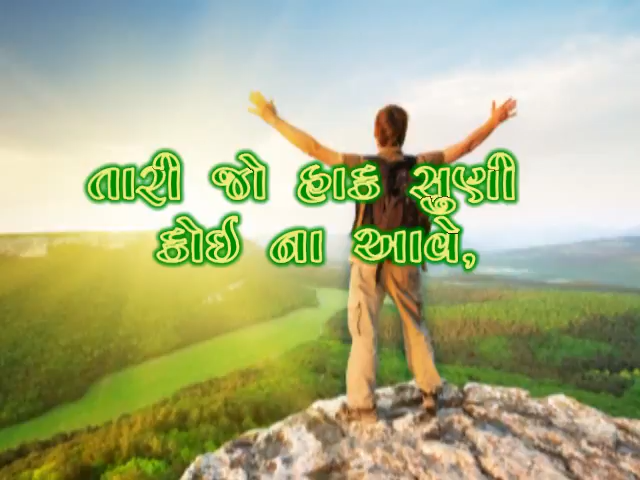 તારી જો હાક સુણી
કોઇ ના આવે,